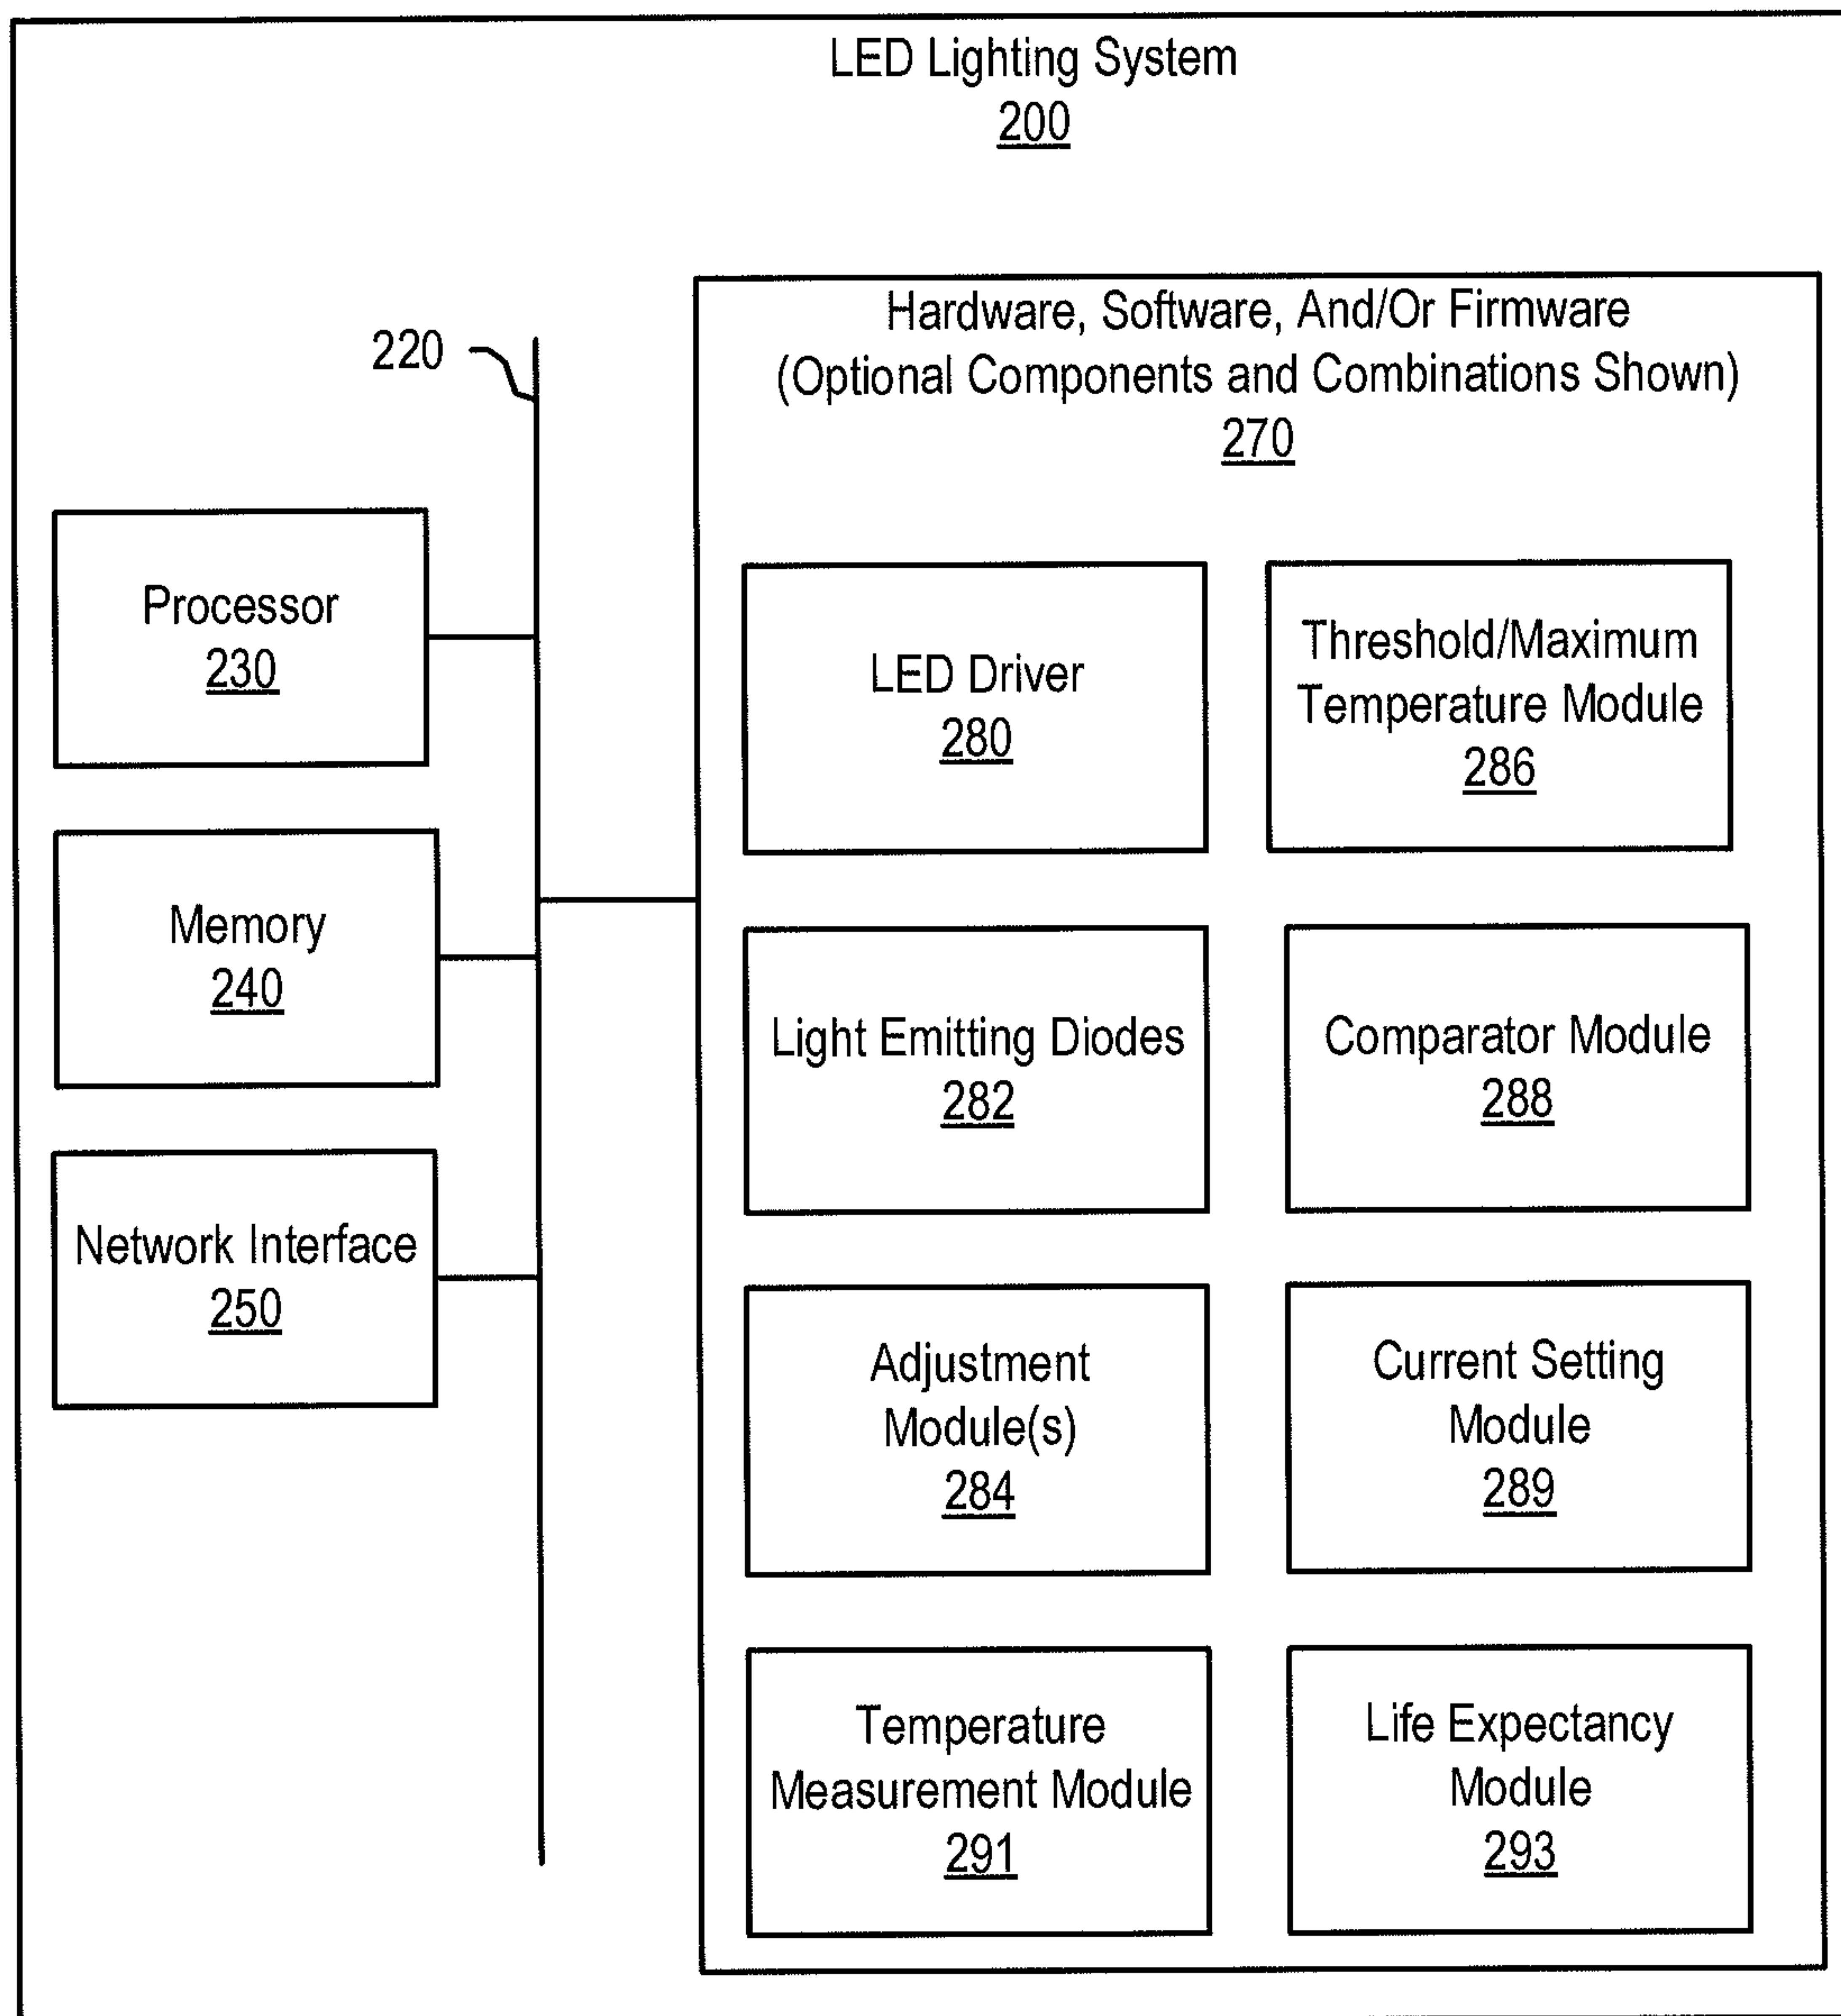 LED Lighting System
200
220
Hardware, Software, And/Or Firmware
(Optional Components and Combinations Shown)
270
Processor
230
Memory
240
Network Interface
250
LED Driver
280
Threshold/Maximum
Temperature Module
286
Light Emitting Diodes
282
Comparator Module
288
Adjustment
Module(s)
284
Current Setting
Module
289
Temperature
Measurement Module
291
Life Expectancy
Module
293